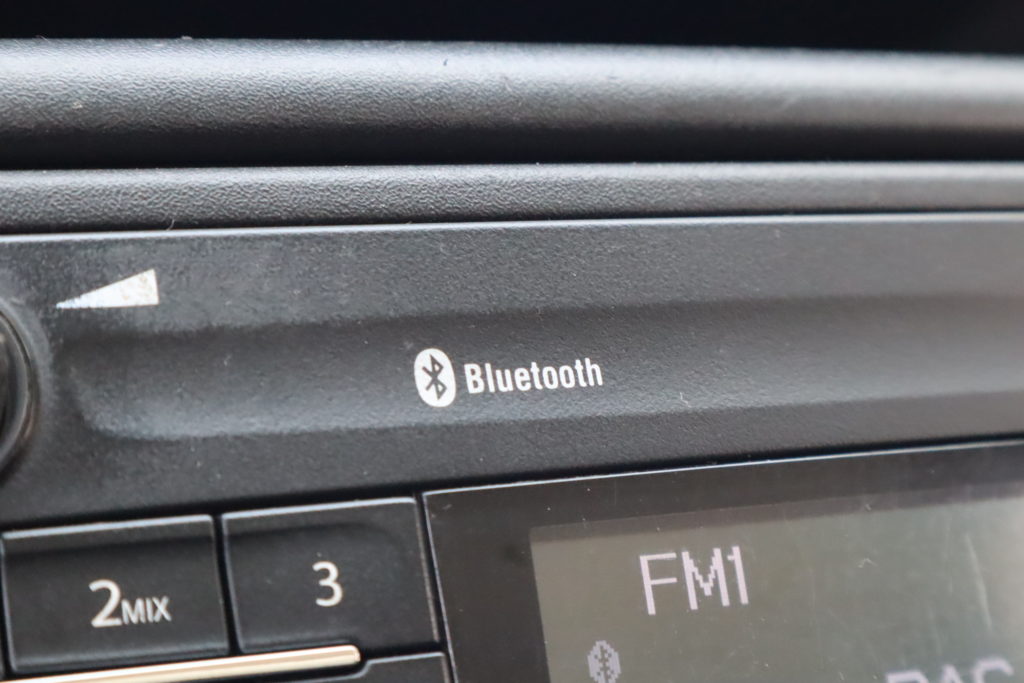 Bluetooth
2MIX
3
FM1